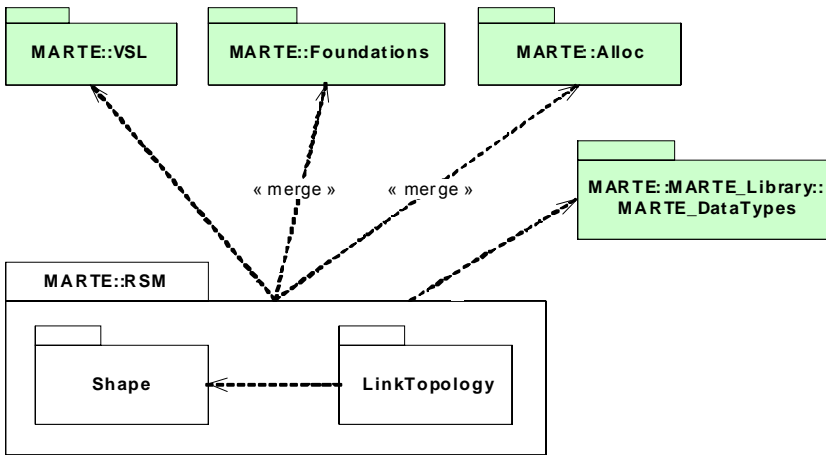 MARTE::VSL
MARTE::Foundations
MARTE::Alloc
« merge »
« merge »
MARTE::MARTE_Library::
MARTE_DataTypes
MARTE::RSM
Shape
LinkTopology